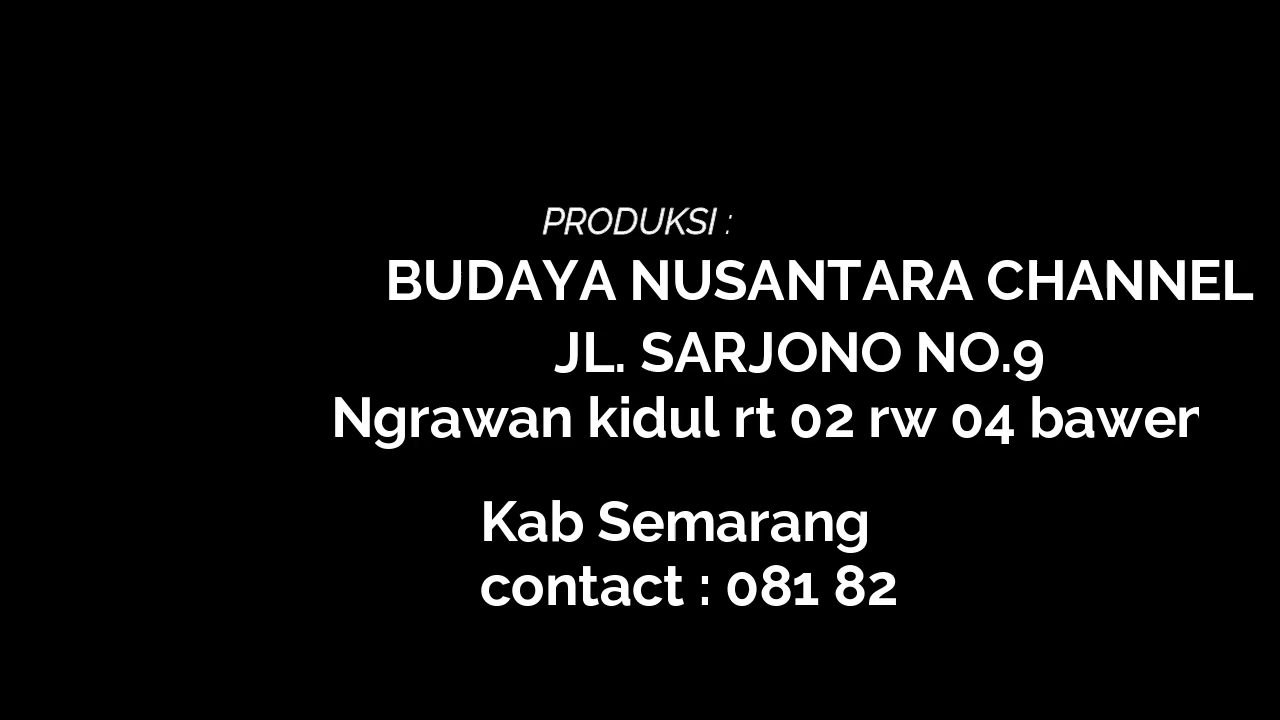 PRODUKSI :
BUDAYA NUSANTARA CHANNEL
JL. SARJONO NO.9
Ngrawan kidul rt 02 rw 04 bawer
Kab Semarang
contact : 081 82